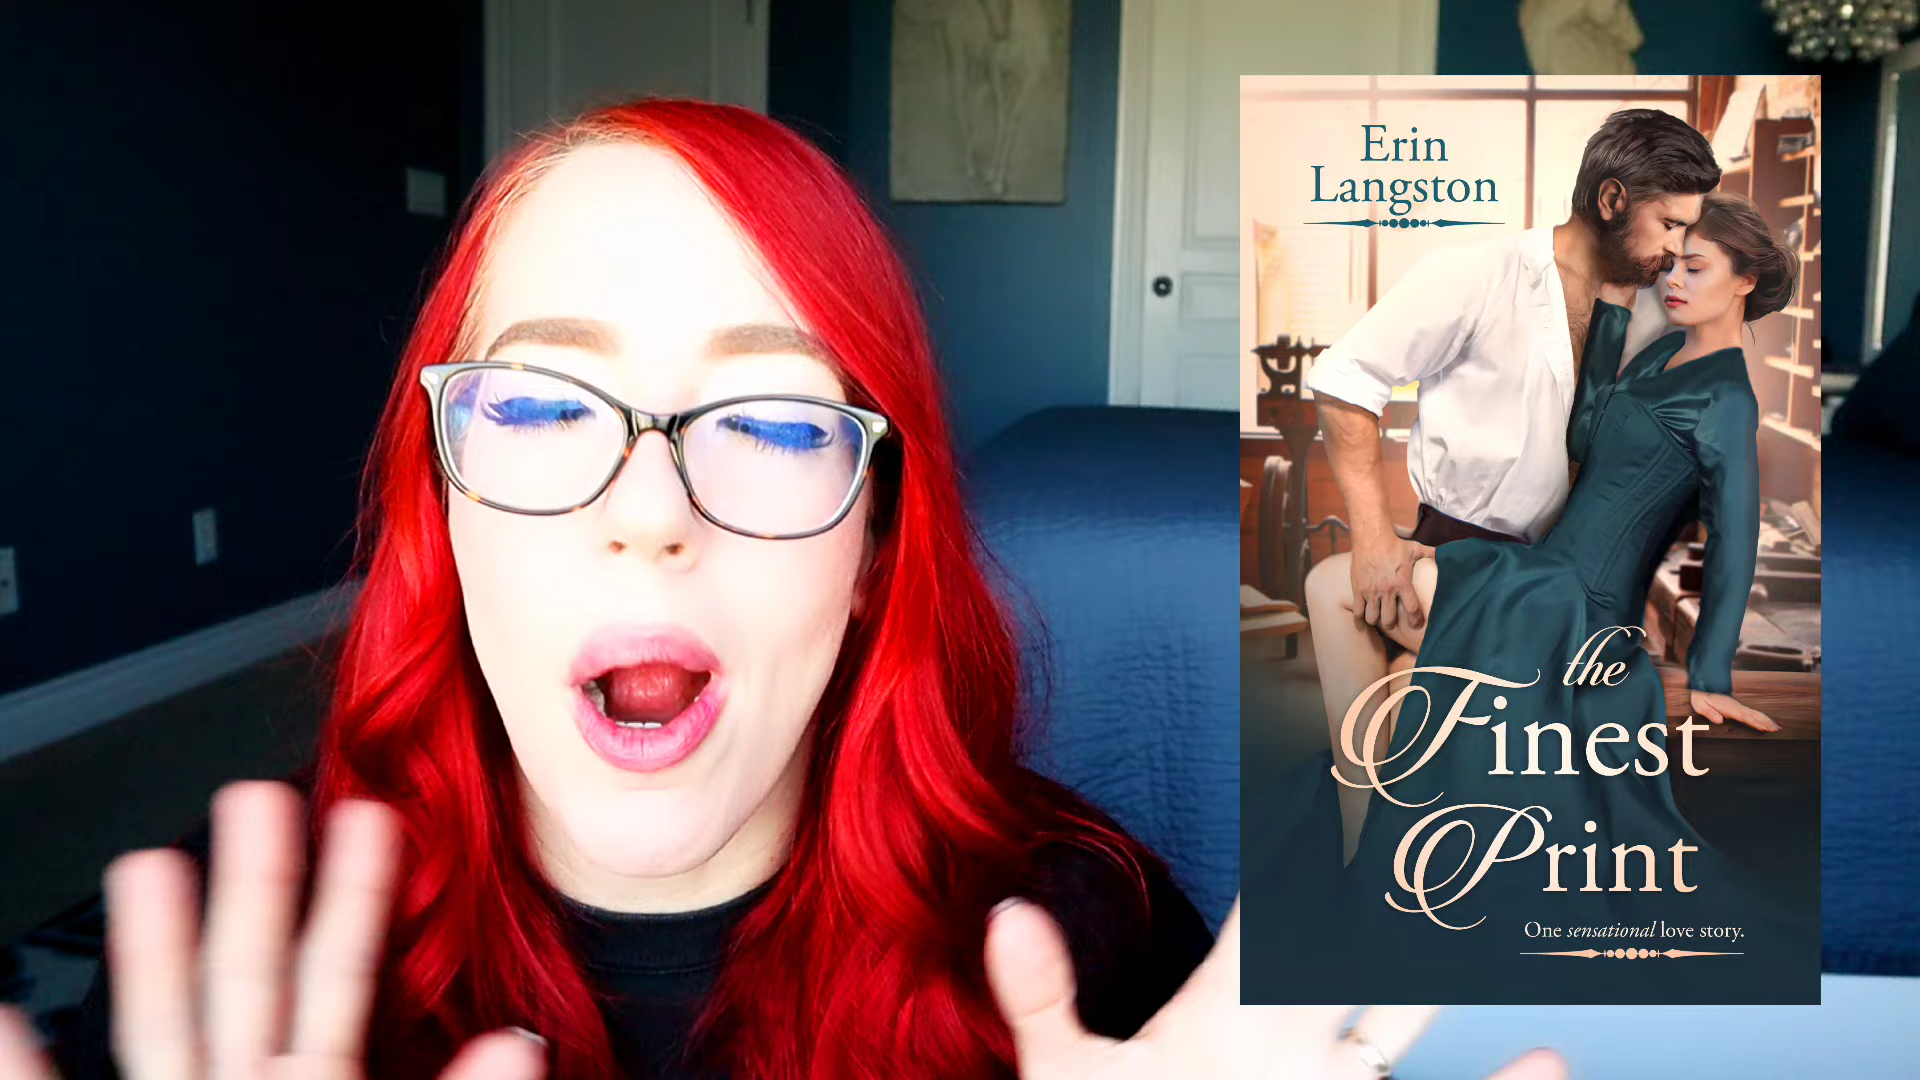 Erin
Langston
the
Finest
Print
One sensational love story.